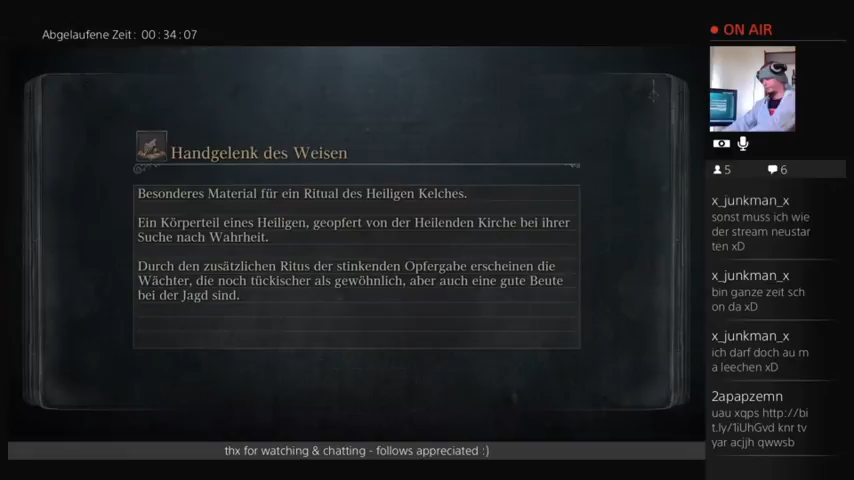 Abgelaufene Zeit: 00:34:07
ON AIR
Handgelenk des Weisen
Besonderes Material für ein Ritual des Heiligen Kelches.
Ein Körperteil eines Heiligen, geopfert von der Heilenden Kirche bei ihrer
Suche nach Wahrheit.
Durch den zusätzlichen Ritus der stinkenden Opfergabe erscheinen die
Wächter, die noch tückischer als gewöhnlich, aber auch eine gute Beute
bei der Jagd sind.
5 6
x_junkman_x
sonst muss ich wie
der stream neustar
ten xD
x_junkman_x
bin ganze zeit sch
on da xD
x_junkman_x
ich darf doch au m
a leechen xD
2apapzemn
uau xqps http://bi
t.ly/1iUhGvd knr tv
yar acjjh qwwsb
thx for watching & chatting - follows appreciated :)